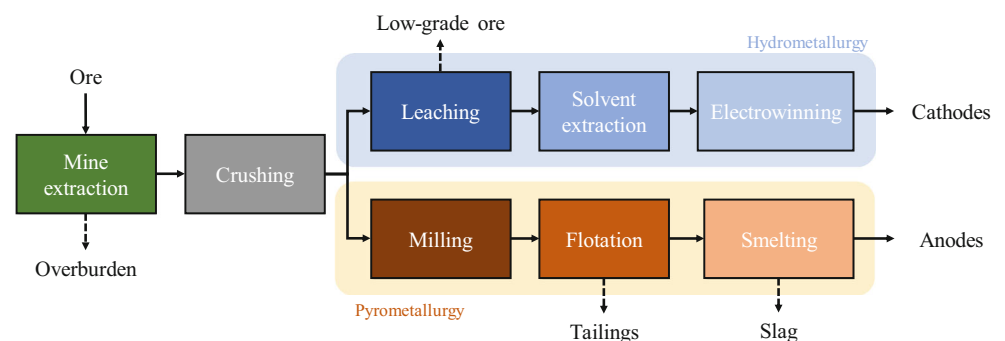 Low-grade ore
Hydrometallurgy
Ore
Leaching
Solvent
extraction
Electrowinning
Cathodes
Mine
extraction
Crushing
Milling
Flotation
Smelting
Anodes
Overburden
Pyrometallurgy
Tailings
Slag